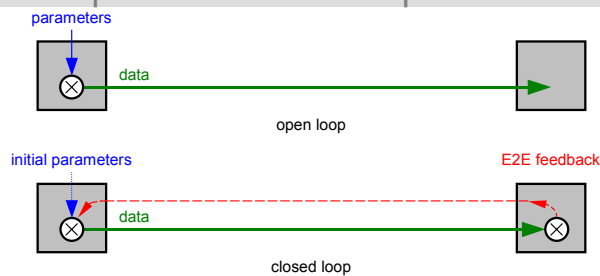 parameters
data
open loop
initial parameters
E2E feedback
data
closed loop